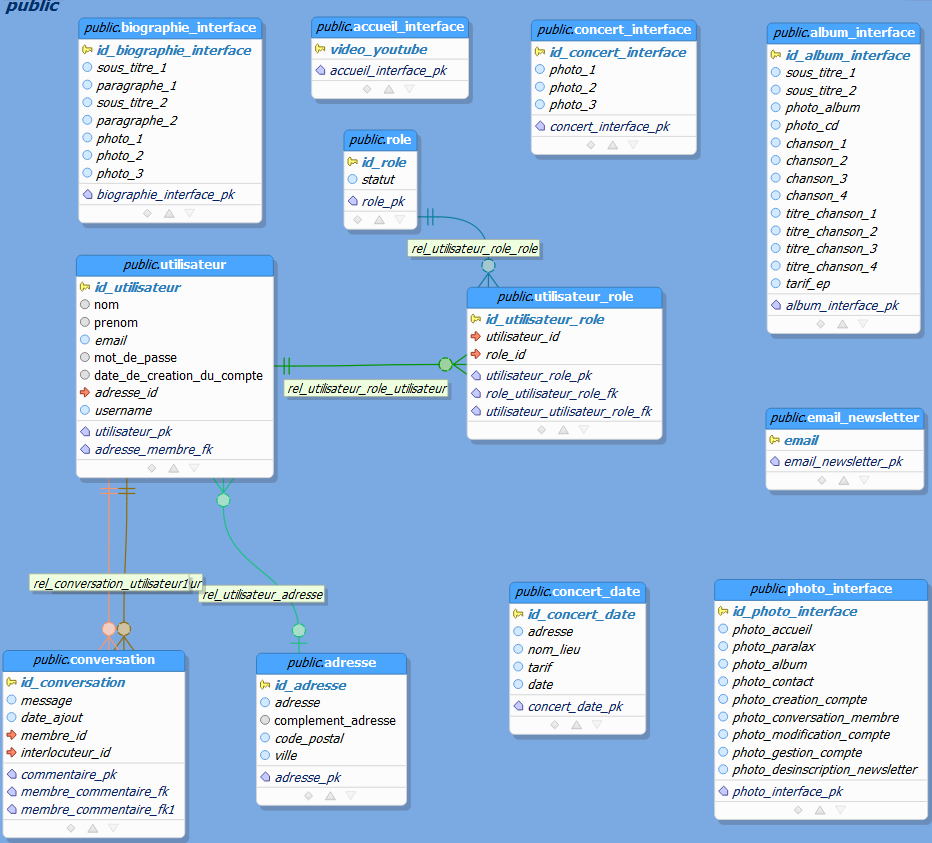 public
public.biographie_interface
id_biographie_interface
sous_titre_1
paragraphe_1
sous_titre_2
paragraphe_2
photo_1
photo_2
photo_3
biographie_interface_pk
public.accueil_interface
video_youtube
accueil_interface_pk
public.concert_interface
id_concert_interface
photo_1
photo_2
photo_3
concert_interface_pk
public.album_interface
id_album_interface
sous_titre_1
sous_titre_2
photo_album
photo_cd
chanson_1
chanson_2
chanson_3
chanson_4
titre_chanson_1
titre_chanson_2
titre_chanson_3
titre_chanson_4
tarif_ep
album_interface_pk
public.role
id_role
statut
role_pk
rel_utilisateur_role_role
public.utilisateur
id_utilisateur
nom
prenom
email
mot_de_passe
date_de_creation_du_compte
adresse_id
username
utilisateur_pk
adresse_membre_fk
rel_utilisateur_role_utilisateur
public.utilisateur_role
id_utilisateur_role
utilisateur_id
role_id
utilisateur_role_pk
role_utilisateur_role_fk
utilisateur_utilisateur_role_fk
public.email_newsletter
email
email_newsletter_pk
rel_conversation_utilisateur1
ur
rel_utilisateur_adresse
public.conversation
id_conversation
message
date_ajout
membre_id
interlocuteur_id
commentaire_pk
membre_commentaire_fk
membre_commentaire_fk1
public.adresse
id_adresse
adresse
complement_adresse
code_postal
ville
adresse_pk
public.concert_date
id_concert_date
adresse
nom_lieu
tarif
date
concert_date_pk
public.photo_interface
id_photo_interface
photo_accueil
photo_paralax
photo_album
photo_contact
photo_creation_compte
photo_conversation_membre
photo_modification_compte
photo_gestion_compte
photo_desinscription_newsletter
photo_interface_pk